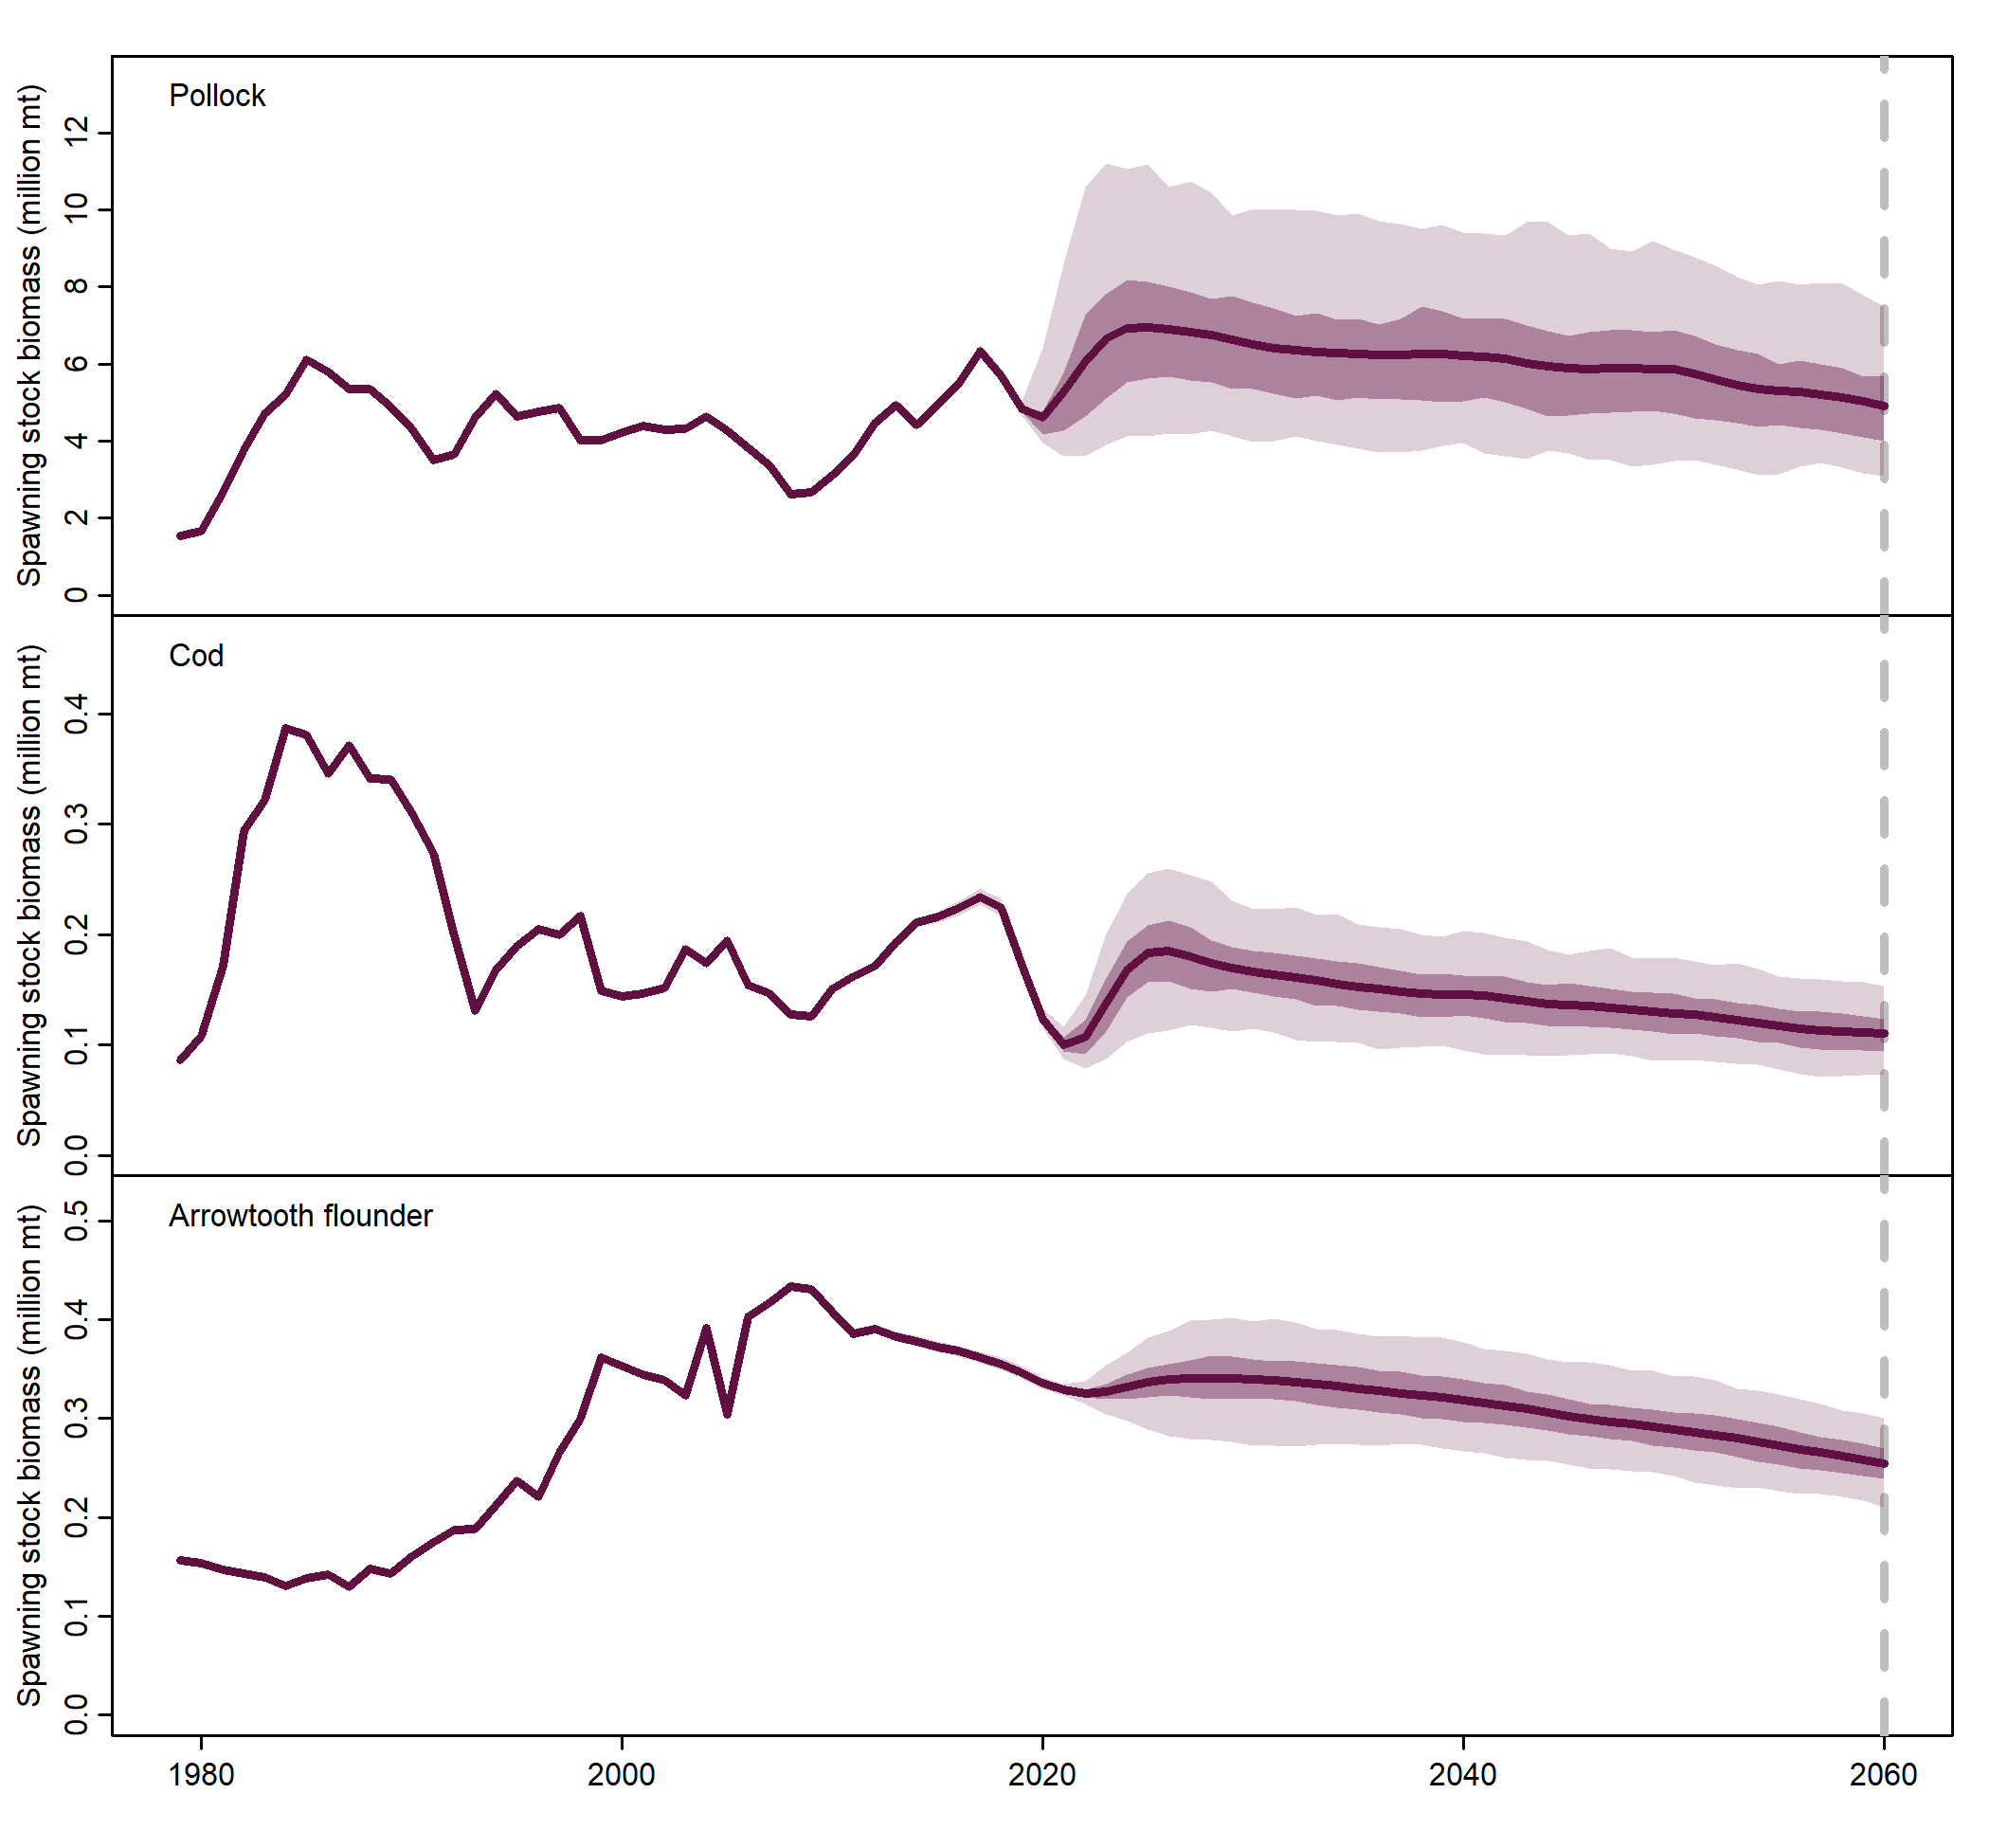 Pollock
Spawning stock biomass (million mt)
12
10
8
6
4
2
0
Cod
Spawning stock biomass (million mt)
0.4
0.3
0.2
0.1
0.0
Arrowtooth flounder
Spawning stock biomass (million mt)
0.5
0.4
0.3
0.2
0.1
0.0
1980 2000 2020 2040 2060